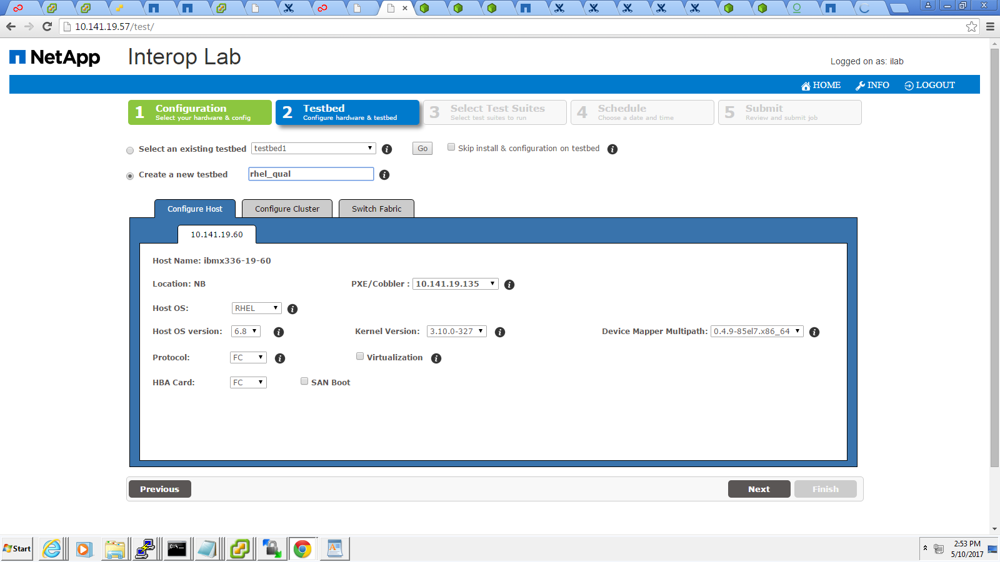 10.141.19.57/test/
NetApp Interop Lab
Logged on as: ilab
HOME INFO LOGOUT
1 Configuration Select your hardware & config
2 Testbed Configure hardware & testbed
3 Select Test Suites Select test suites to run
4 Schedule Choose a date and time
5 Submit Review and submit job
Select an existing testbed testbed1 Go Skip install & configuration on testbed
Create a new testbed rhel_qual
Configure Host Configure Cluster Switch Fabric
10.141.19.60
Host Name: ibmx336-19-60
Location: NB PXE/Cobbler : 10.141.19.135
Host OS: RHEL
Host OS version: 6.8 Kernel Version: 3.10.0-327 Device Mapper Multipath: 0.4.9-85el7.x86_64
Protocol: FC Virtualization
HBA Card: FC SAN Boot
Previous Next Finish
Start 2:53 PM
5/10/2017